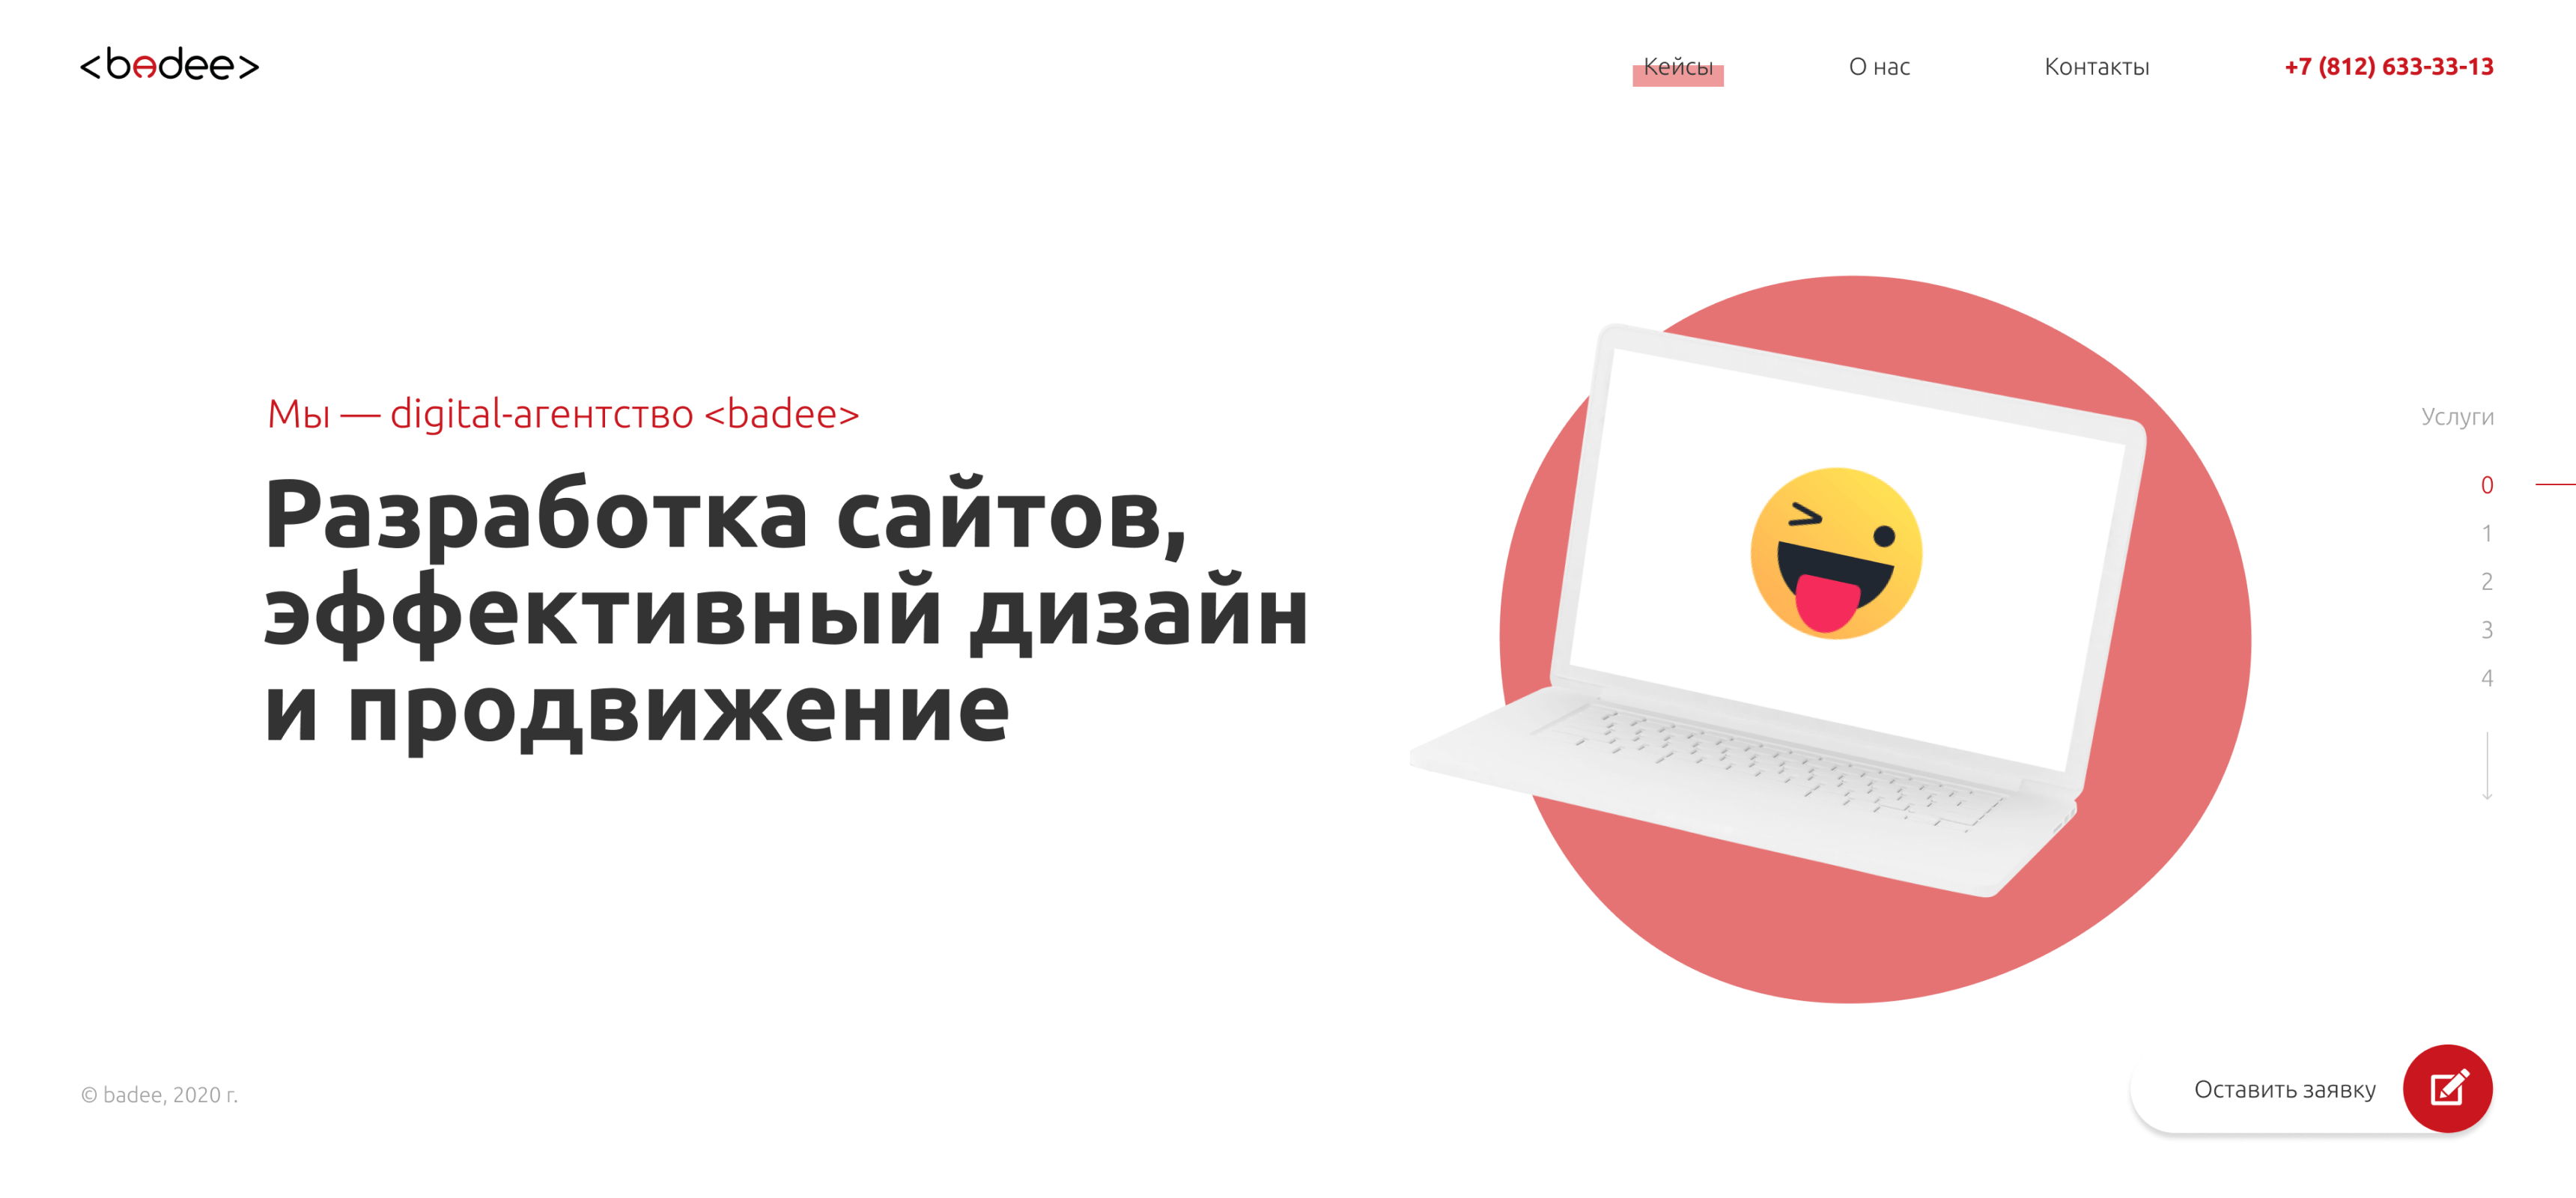 <badee>
Кейсы
О нас
Контакты
+7 (812) 633-33-13
Мы — digital-агентство <badee>
Разработка сайтов,
эффективный дизайн
и продвижение
Услуги
0
1
2
3
4
© badee, 2020 г.
Оставить заявку